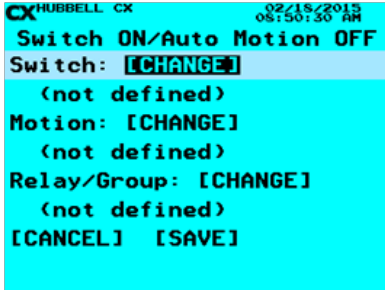 CX HUBBELL CX 02/18/2015
08:50:30 AM
Switch ON/Auto Motion OFF
Switch: [CHANGE]
(not defined)
Motion: [CHANGE]
(not defined)
Relay/Group: [CHANGE]
(not defined)
[CANCEL] [SAVE]